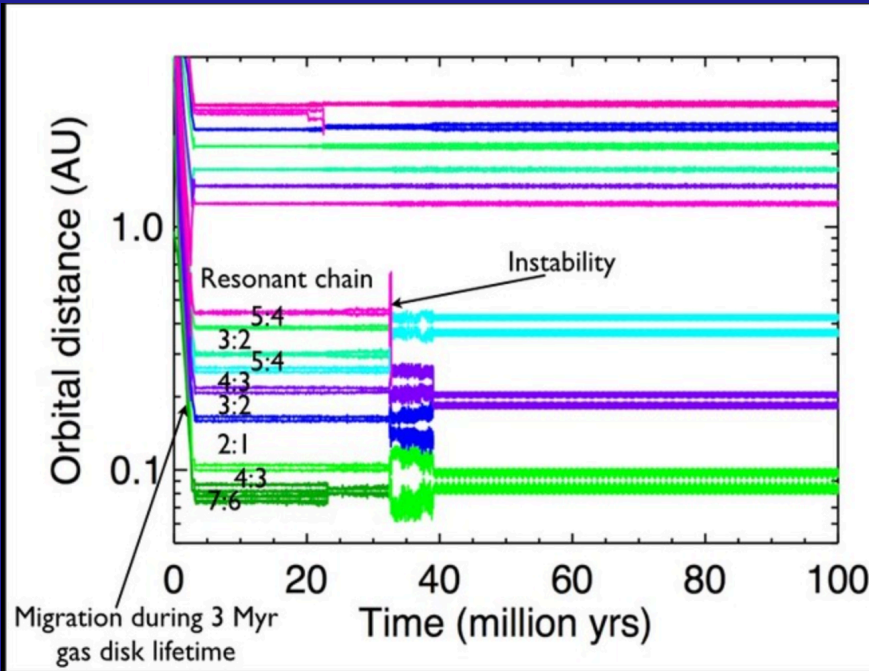 Orbital distance (AU)
1.0
0.1
Resonant chain
Instability
5:4
3:2
5:4
4:3
3:2
2:1
4:3
7:6
0 20 40 60 80 100
Time (million yrs)
Migration during 3 Myr
gas disk lifetime